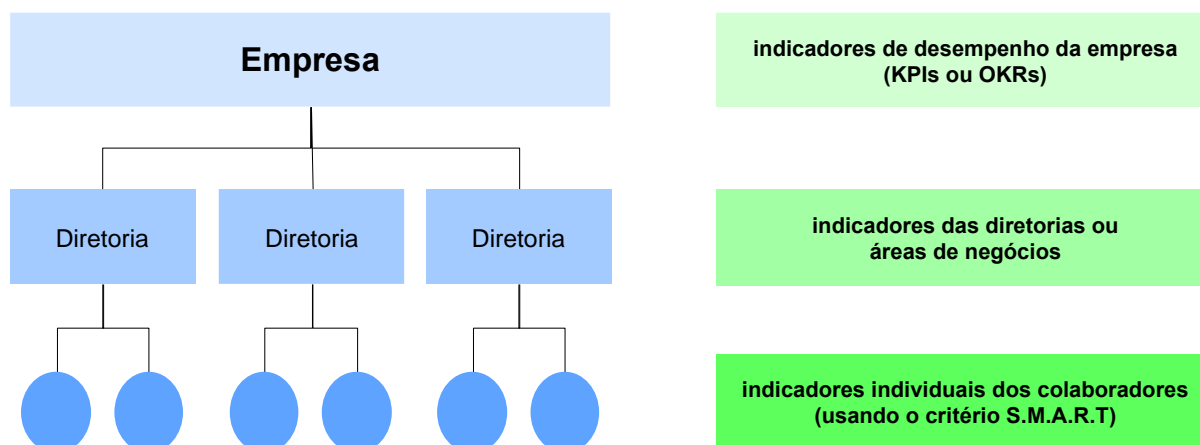 Empresa
indicadores de desempenho da empresa
(KPIs ou OKRs)
Diretoria
Diretoria
Diretoria
indicadores das diretorias ou
áreas de negócios
indicadores individuais dos colaboradores
(usando o critério S.M.A.R.T)